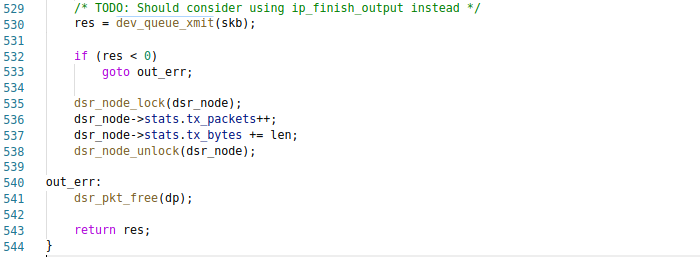 529 /* TODO: Should consider using ip_finish_output instead */
530 res = dev_queue_xmit(skb);
531
532 if (res < 0)
533 goto out_err;
534
535 dsr_node_lock(dsr_node);
536 dsr_node->stats.tx_packets++;
537 dsr_node->stats.tx_bytes += len;
538 dsr_node_unlock(dsr_node);
539
540 out_err:
541 dsr_pkt_free(dp);
542
543 return res;
544 }